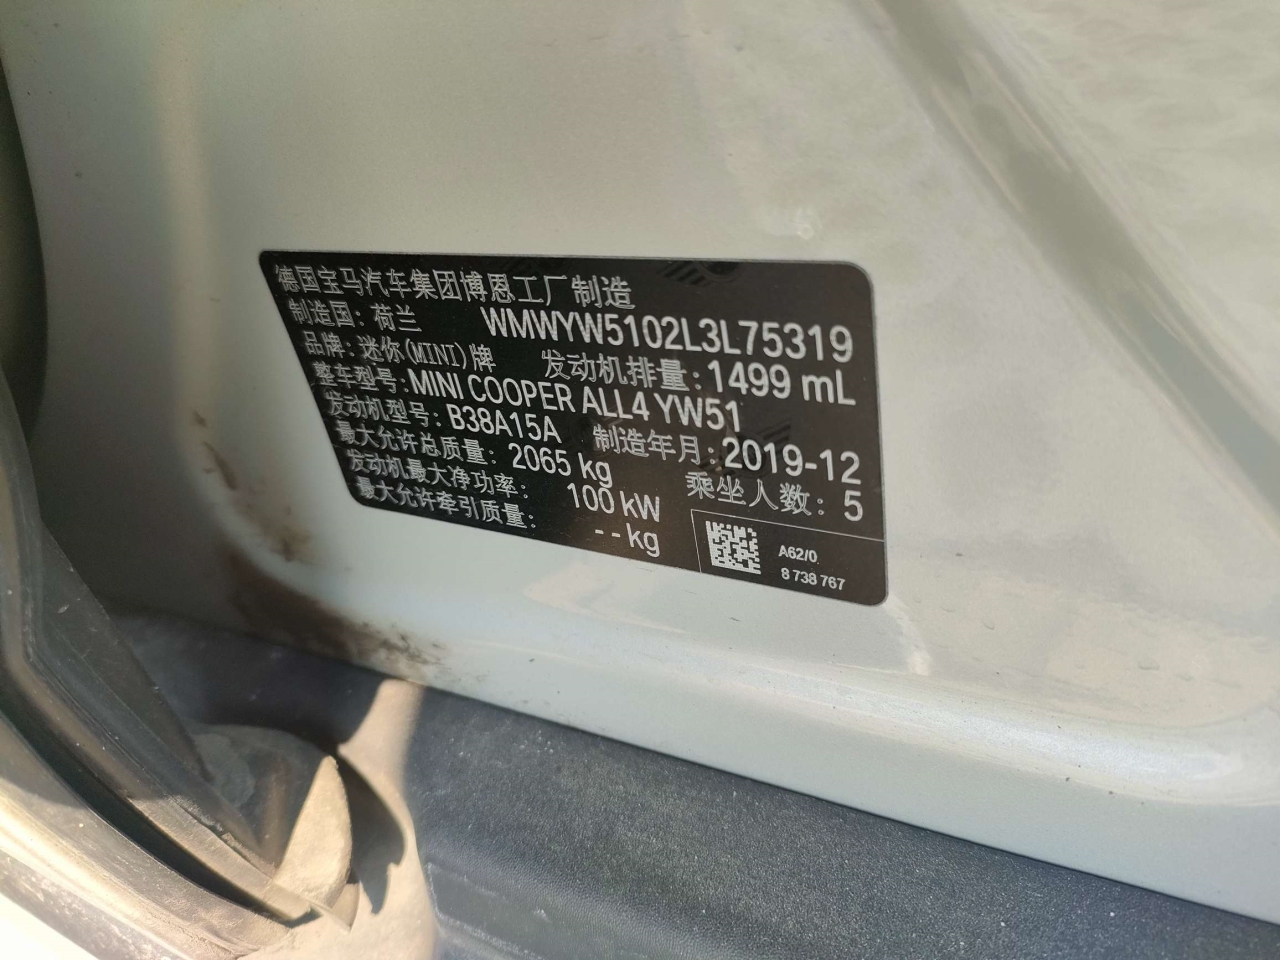 德国宝马汽车集团博恩工厂制造
制造国：荷兰 WMWYW5102L3L75319
品牌：迷你(MINI)牌 发动机排量：1499 mL
整车型号：MINI COOPER ALL4 YW51
发动机型号：B38A15A 制造年月：2019-12
最大允许总质量：2065 kg 乘坐人数：5
发动机最大净功率：100 kW
最大允许牵引质量：--kg
A62/0
8 738 767